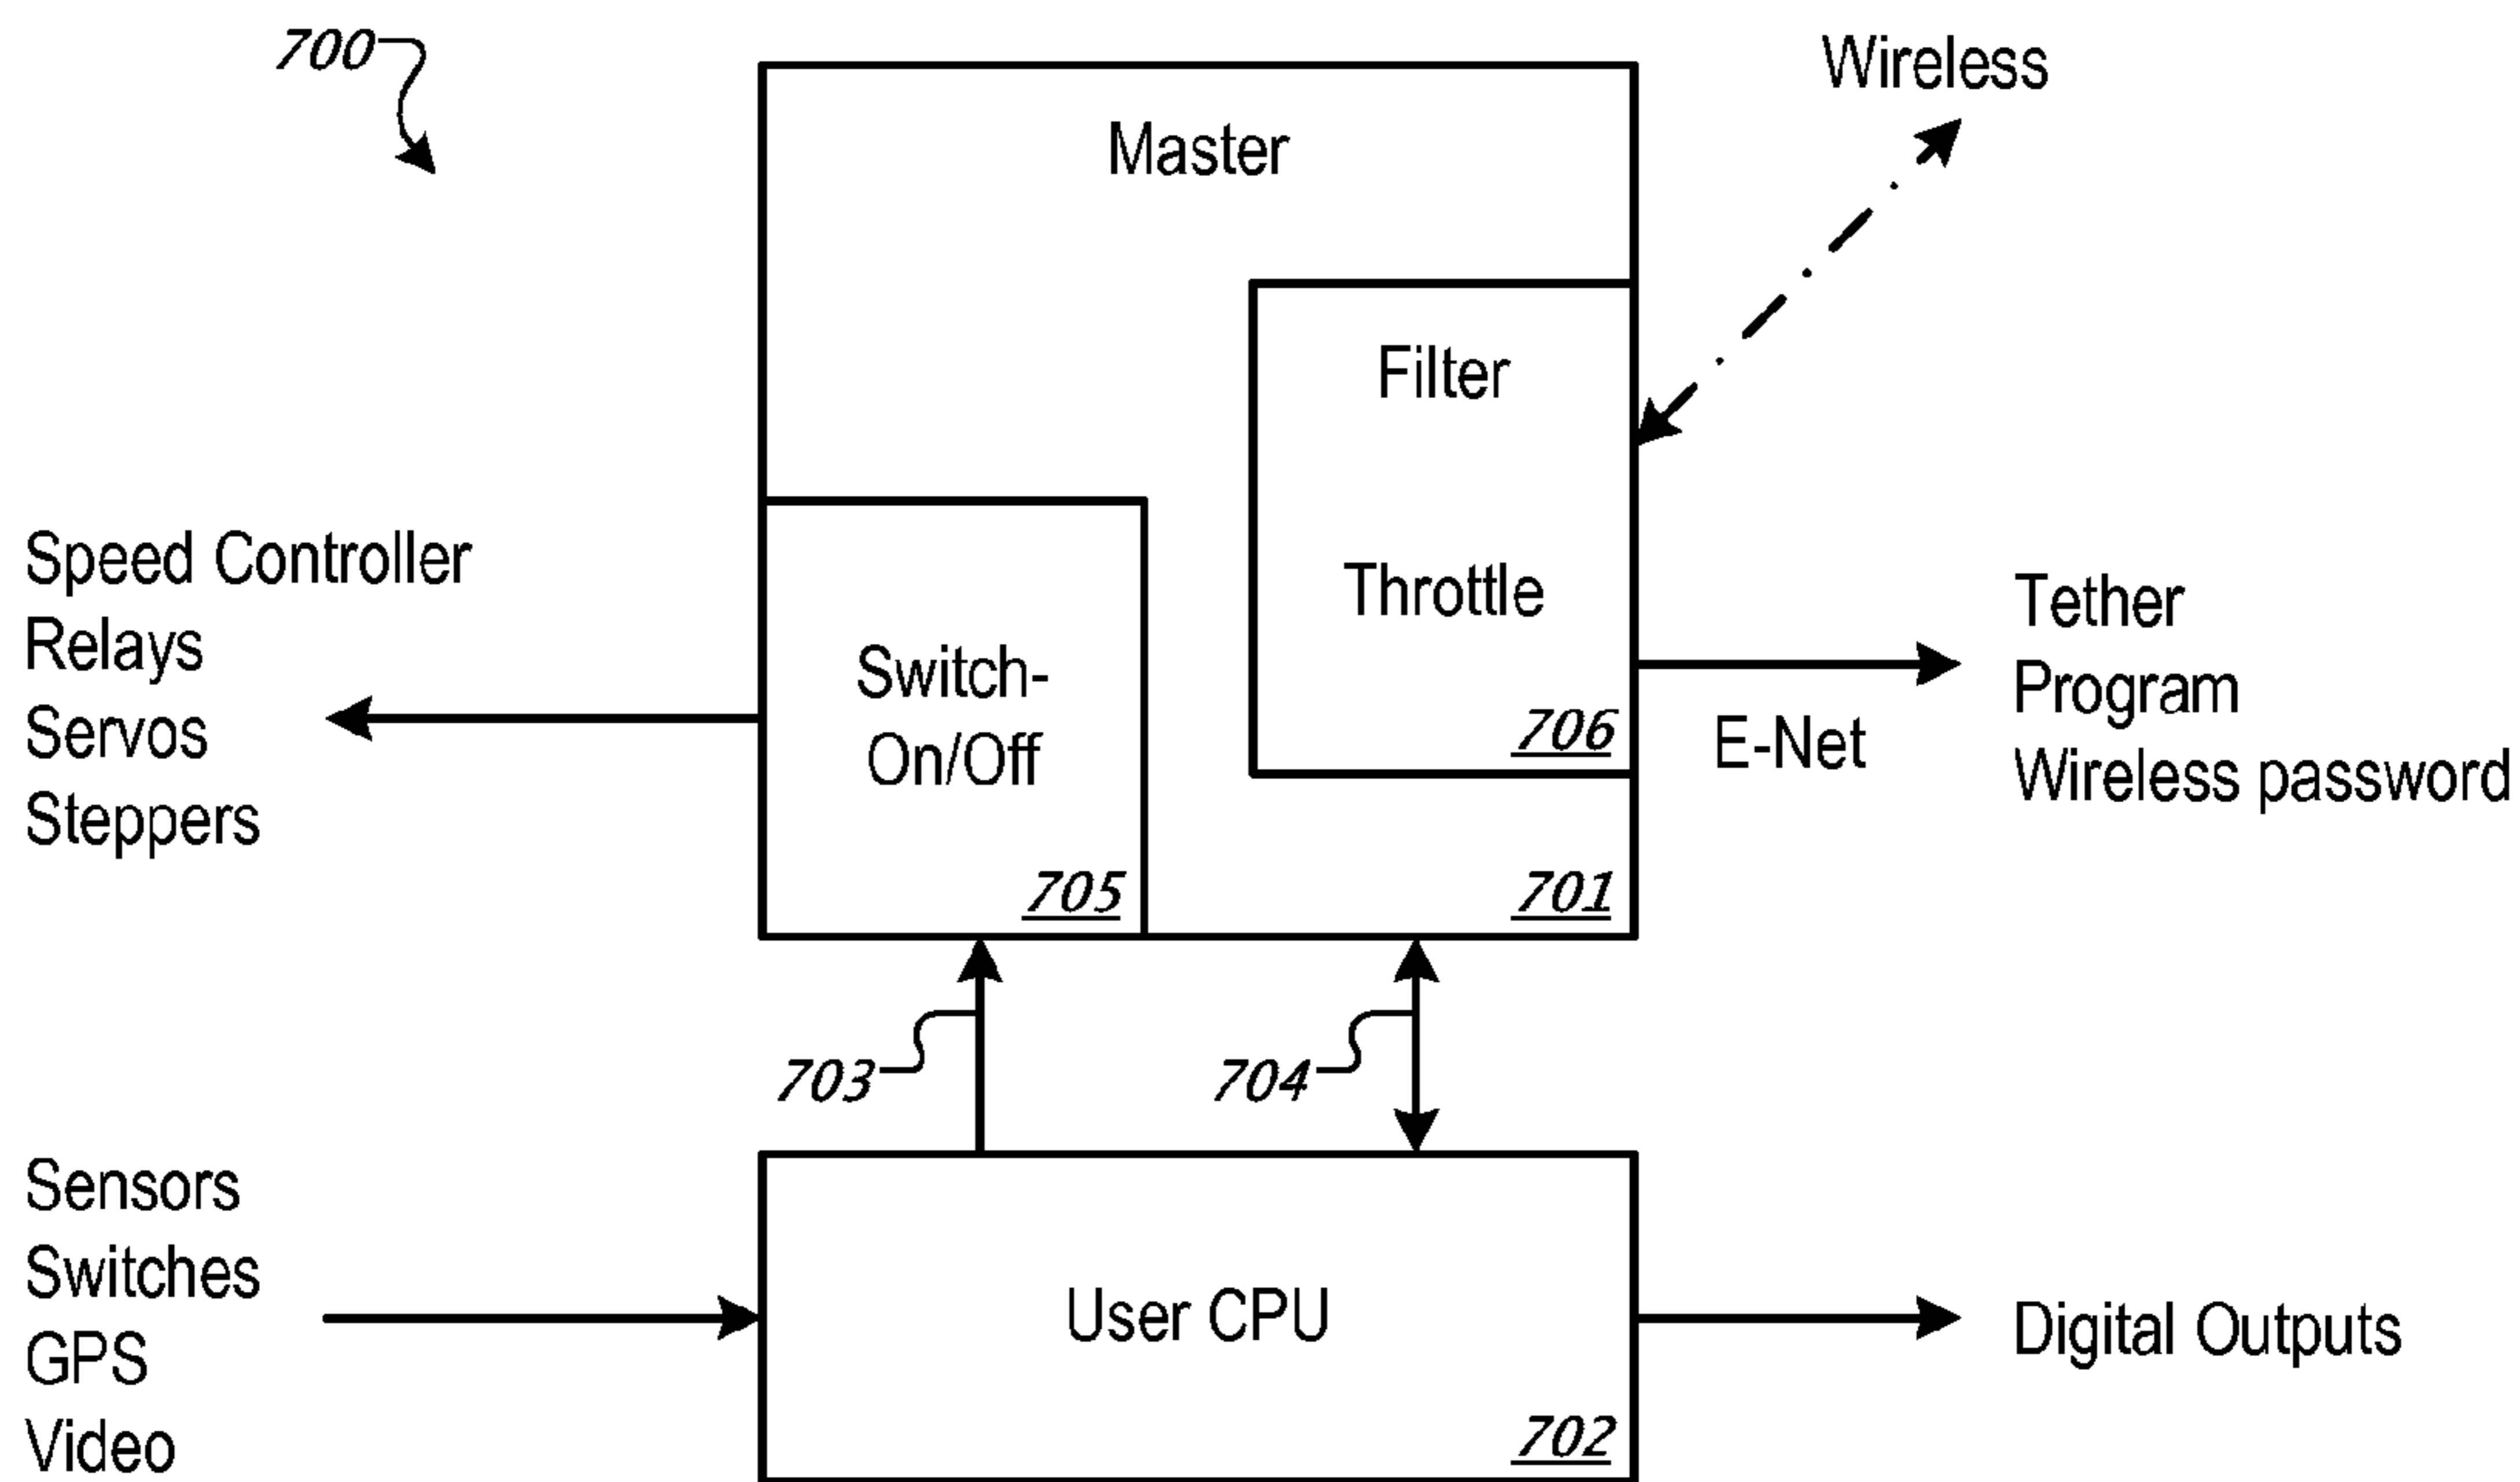 700
Wireless
Master
Filter
Throttle
706
Switch-
On/Off
705
701
Speed Controller
Relays
Servos
Steppers
E-Net
Tether
Program
Wireless password
703
704
Sensors
Switches
GPS
Video
User CPU
702
Digital Outputs